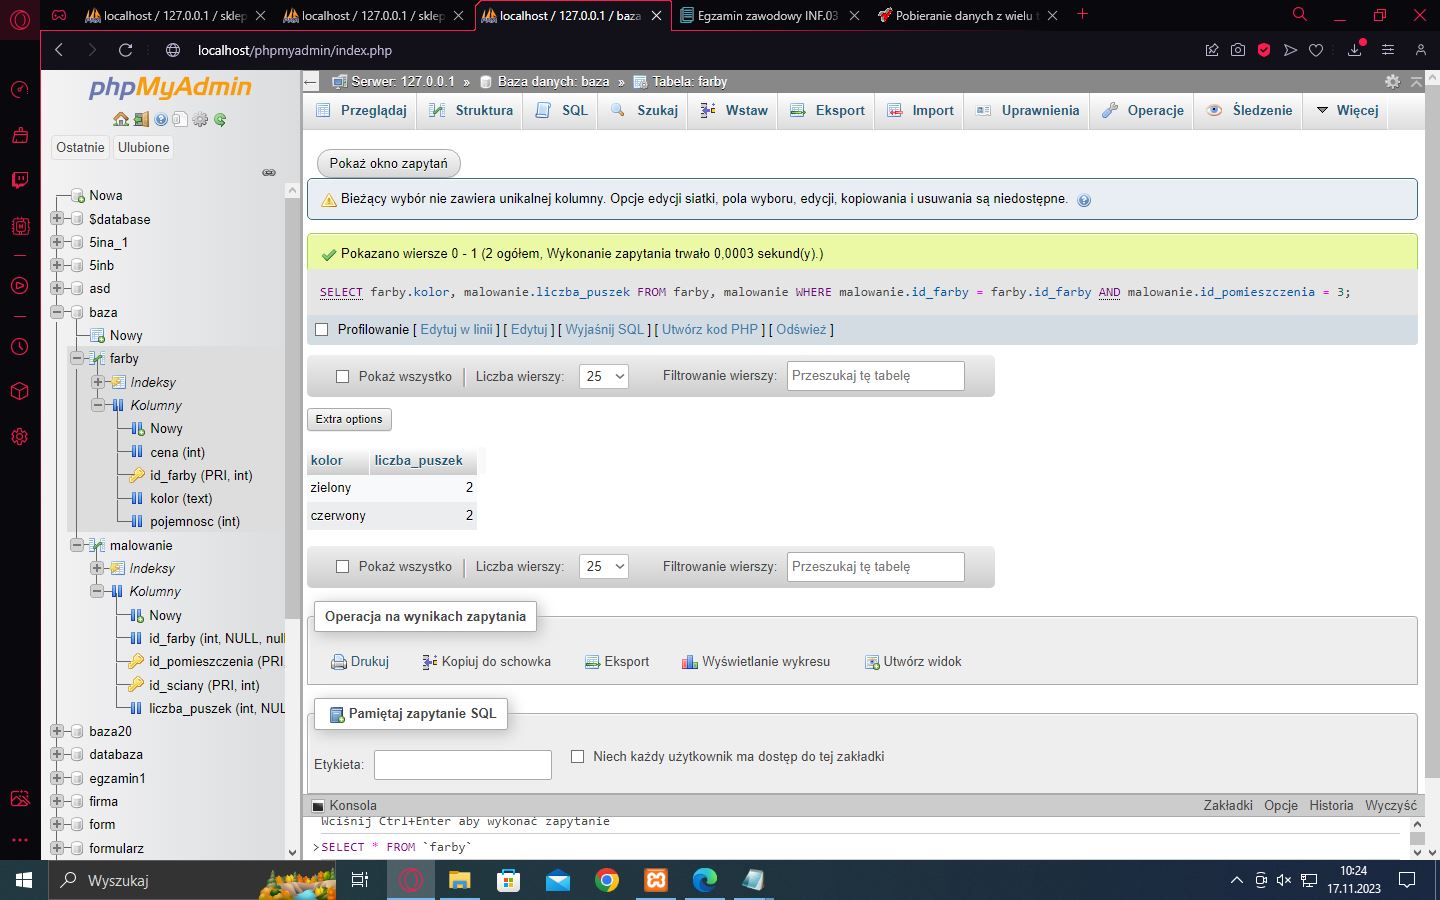 localhost / 127.0.0.1 / sklep
localhost / 127.0.0.1 / sklep
localhost / 127.0.0.1 / baza
Egzamin zawodowy INF.03
Pobieranie danych z wielu t
localhost/phpmyadmin/index.php
phpMyAdmin
Ostatnie
Ulubione
Nowa
$database
5ina_1
5inb
asd
baza
Nowy
farby
Indeksy
Kolumny
Nowy
cena (int)
id_farby (PRI, int)
kolor (text)
pojemnosc (int)
malowanie
Indeksy
Kolumny
Nowy
id_farby (int, NULL, null
id_pomieszczenia (PRI,
id_sciany (PRI, int)
liczba_puszek (int, NUL
baza20
databaza
egzamin1
firma
form
formularz
Serwer: 127.0.0.1 » Baza danych: baza » Tabela: farby
Przeglądaj
Struktura
SQL
Szukaj
Wstaw
Eksport
Import
Uprawnienia
Operacje
Śledzenie
Więcej
Pokaż okno zapytań
Bieżący wybór nie zawiera unikalnej kolumny. Opcje edycji siatki, pola wyboru, edycji, kopiowania i usuwania są niedostępne.
Pokazano wiersze 0 - 1 (2 ogółem, Wykonanie zapytania trwało 0,0003 sekund(y).)
SELECT farby.kolor, malowanie.liczba_puszek FROM farby, malowanie WHERE malowanie.id_farby = farby.id_farby AND malowanie.id_pomieszczenia = 3;
Profilowanie [ Edytuj w linii ] [ Edytuj ] [ Wyjaśnij SQL ] [ Utwórz kod PHP ] [ Odśwież ]
Pokaż wszystko
Liczba wierszy:
25
Filtrowanie wierszy:
Przeszukaj tę tabelę
Extra options
kolor liczba_puszek
zielony 2
czerwony 2
Pokaż wszystko
Liczba wierszy:
25
Filtrowanie wierszy:
Przeszukaj tę tabelę
Operacja na wynikach zapytania
Drukuj
Kopiuj do schowka
Eksport
Wyświetlanie wykresu
Utwórz widok
Pamiętaj zapytanie SQL
Etykieta:
Niech każdy użytkownik ma dostęp do tej zakładki
Konsola
Zakładki
Opcje
Historia
Wyczyść
Wciśnij Ctrl+Enter aby wykonać zapytanie
>SELECT * FROM `farby`
Wyszukaj
10:24
17.11.2023